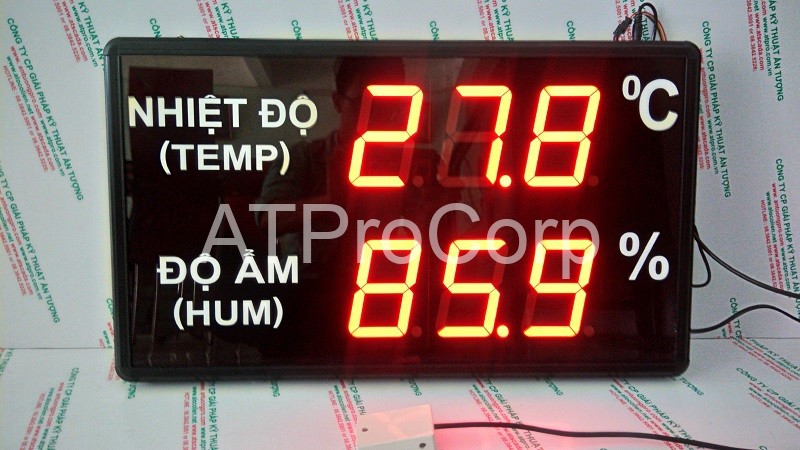 NHIỆT ĐỘ
(TEMP)
27.8
⁰C
ATProCorp
ĐỘ ẨM
(HUM)
85.9
%
CÔNG TY CP GIẢI PHÁP KỸ THUẬT ẤN TƯỢNG